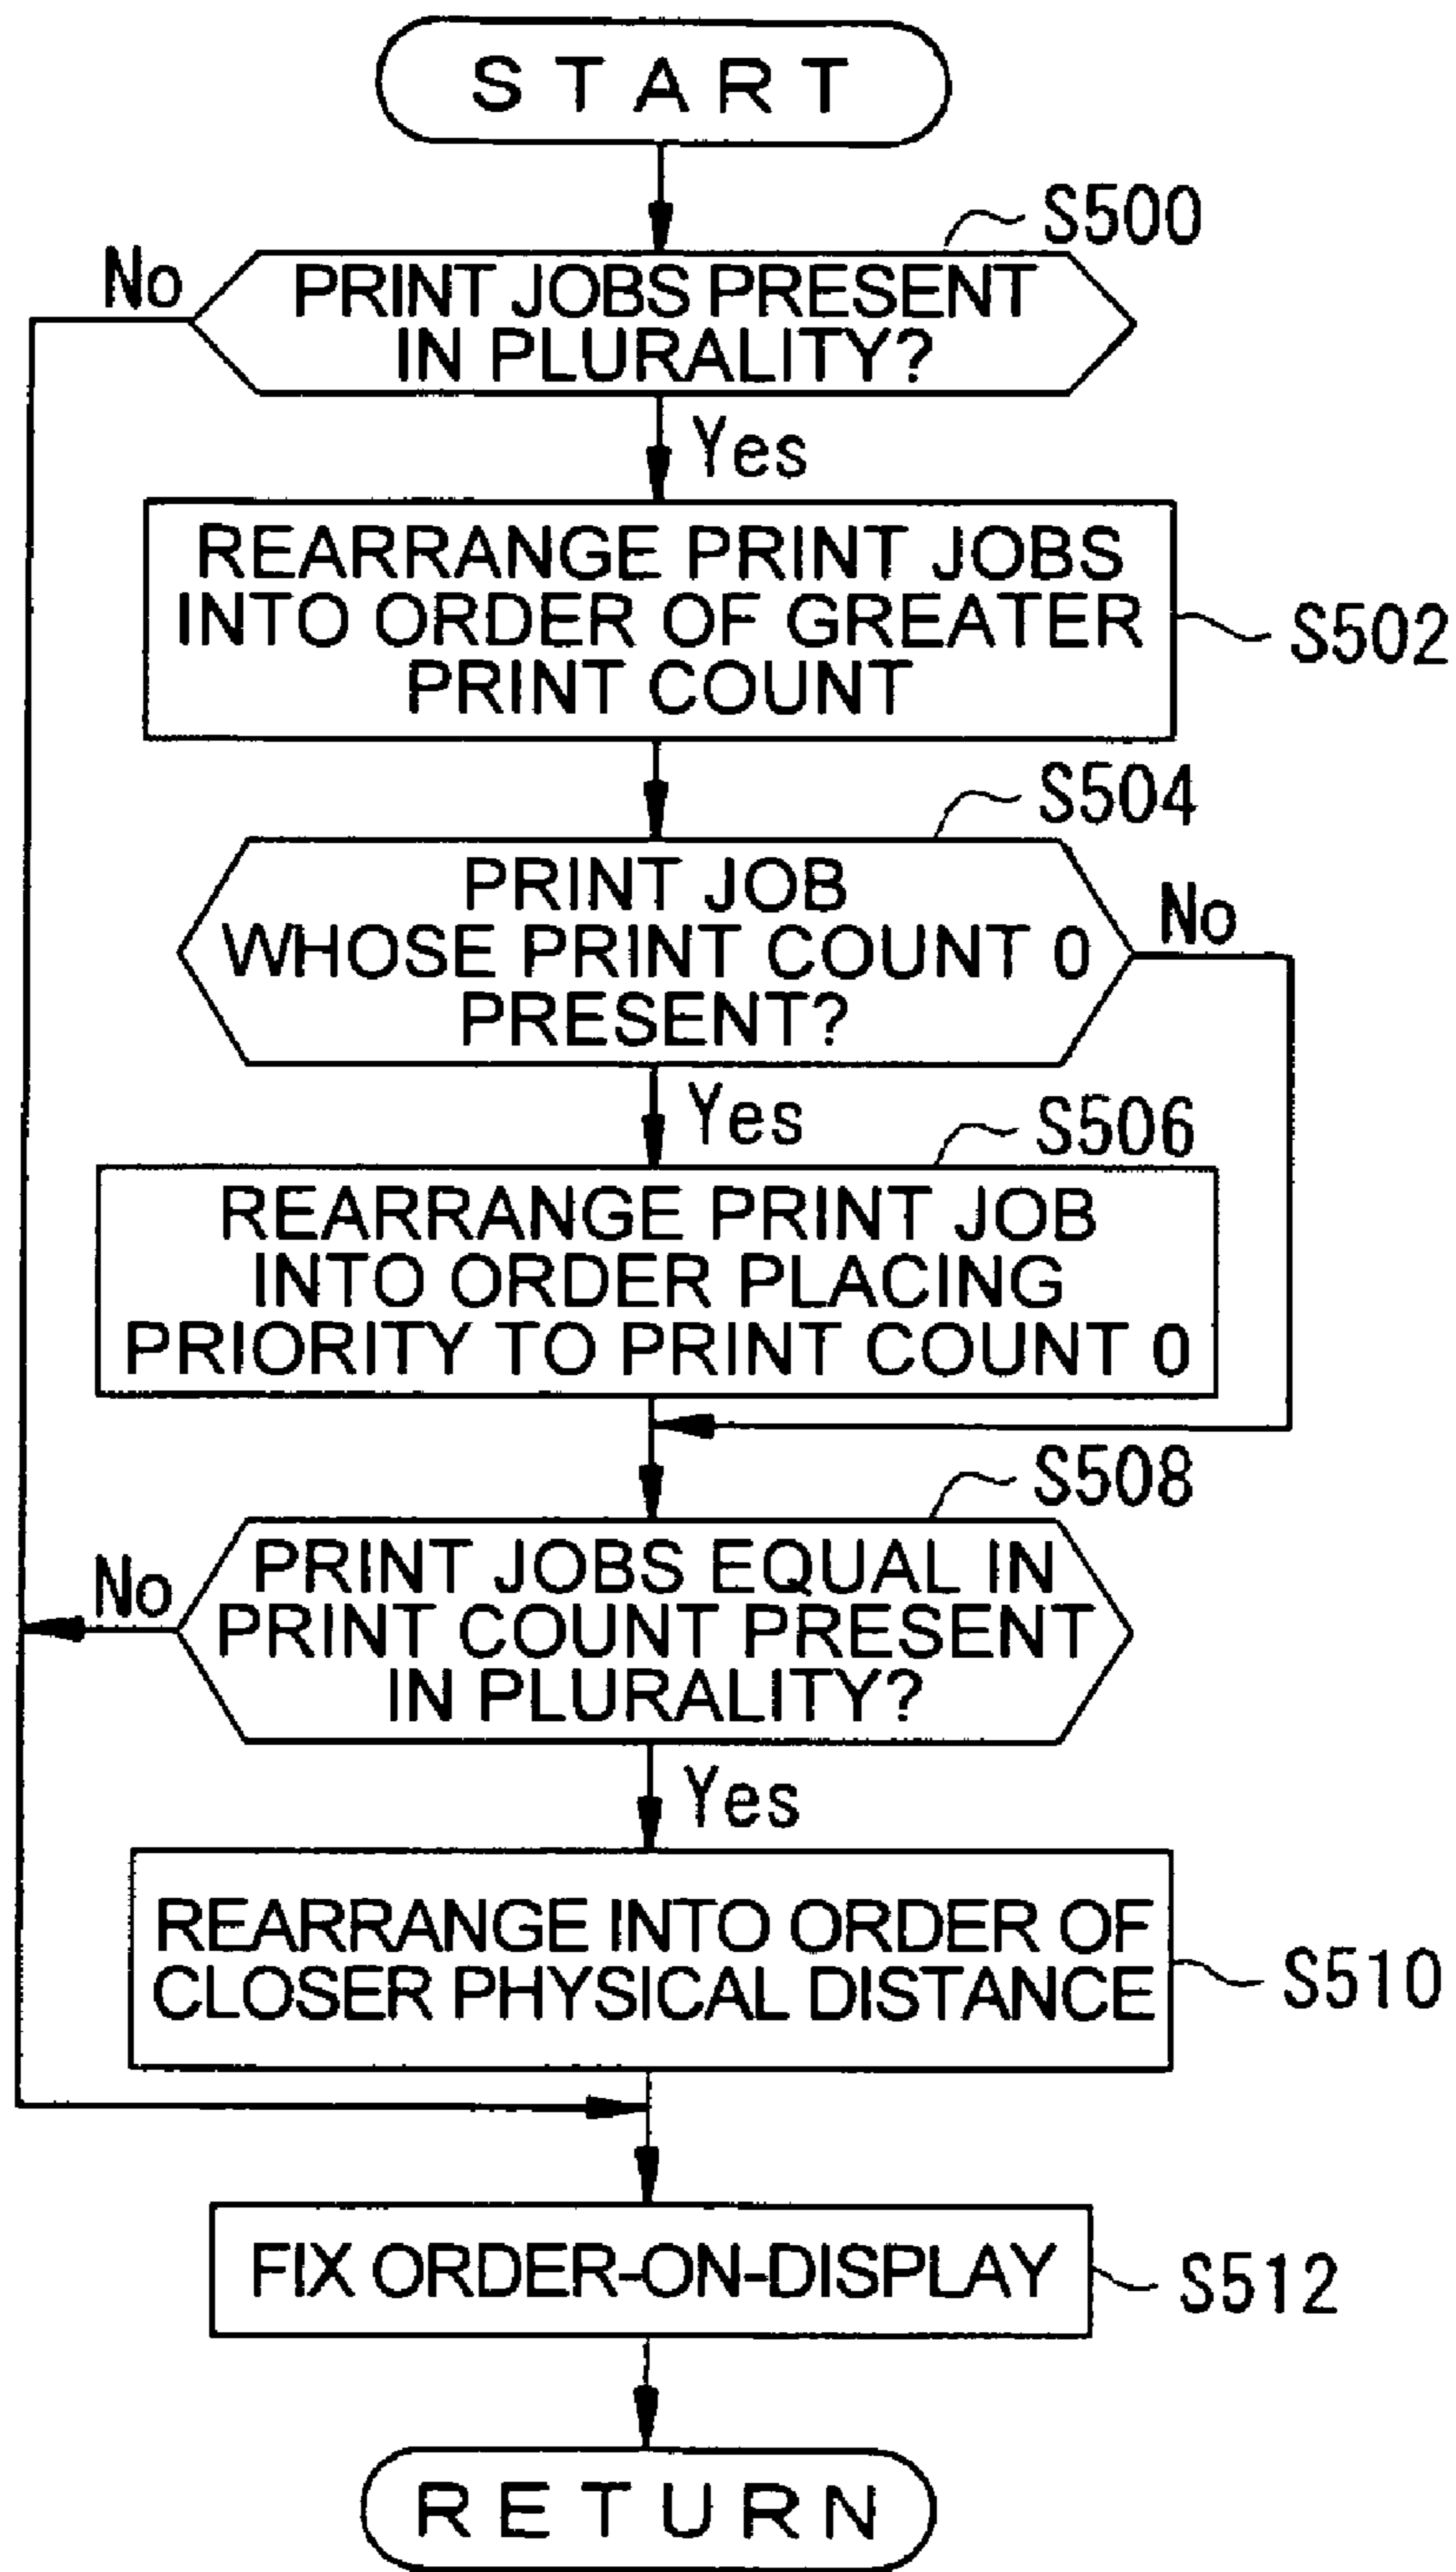 START
S500
No
PRINT JOBS PRESENT
IN PLURALITY?
Yes
REARRANGE PRINT JOBS
INTO ORDER OF GREATER
PRINT COUNT
S502
S504
PRINT JOB
WHOSE PRINT COUNT 0
PRESENT?
No
Yes
S506
REARRANGE PRINT JOB
INTO ORDER PLACING
PRIORITY TO PRINT COUNT 0
S508
No
PRINT JOBS EQUAL IN
PRINT COUNT PRESENT
IN PLURALITY?
Yes
REARRANGE INTO ORDER OF
CLOSER PHYSICAL DISTANCE
S510
FIX ORDER-ON-DISPLAY
S512
RETURN